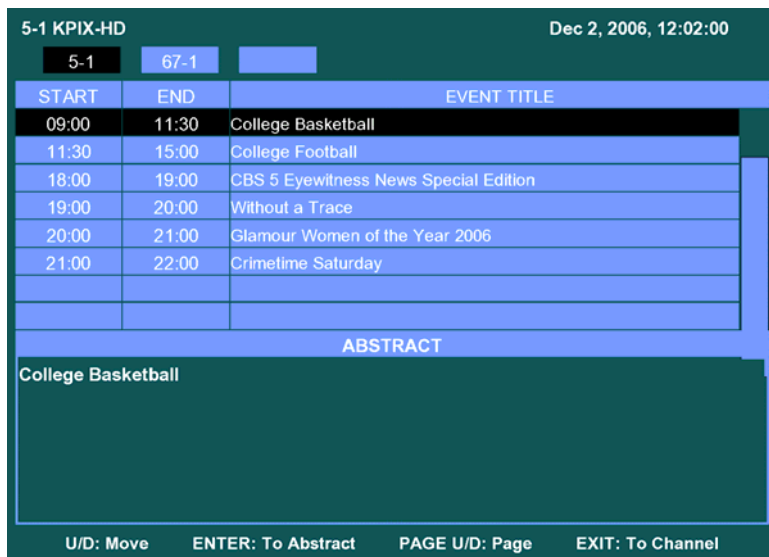 5-1 KPIX-HD Dec 2, 2006, 12:02:00
5-1 67-1
START END EVENT TITLE
09:00 11:30 College Basketball
11:30 15:00 College Football
18:00 19:00 CBS 5 Eyewitness News Special Edition
19:00 20:00 Without a Trace
20:00 21:00 Glamour Women of the Year 2006
21:00 22:00 Crimetime Saturday
ABSTRACT
College Basketball
U/D: Move ENTER: To Abstract PAGE U/D: Page EXIT: To Channel